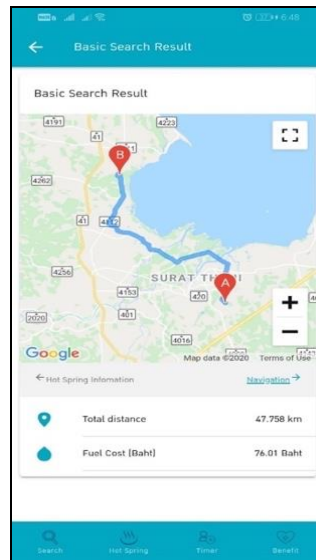 6:48
Basic Search Result
Basic Search Result
4191
4223
41
B
4262
41
4256
SURAT THANI
A
4153
420
401
2020
4016
+
−
Google
Map data ©2020 Terms of Use
← Hot Spring Infomation
Navigation →
Total distance 47.758 km
Fuel Cost [Baht] 76.01 Baht
Search Hot Spring Timer Benefit